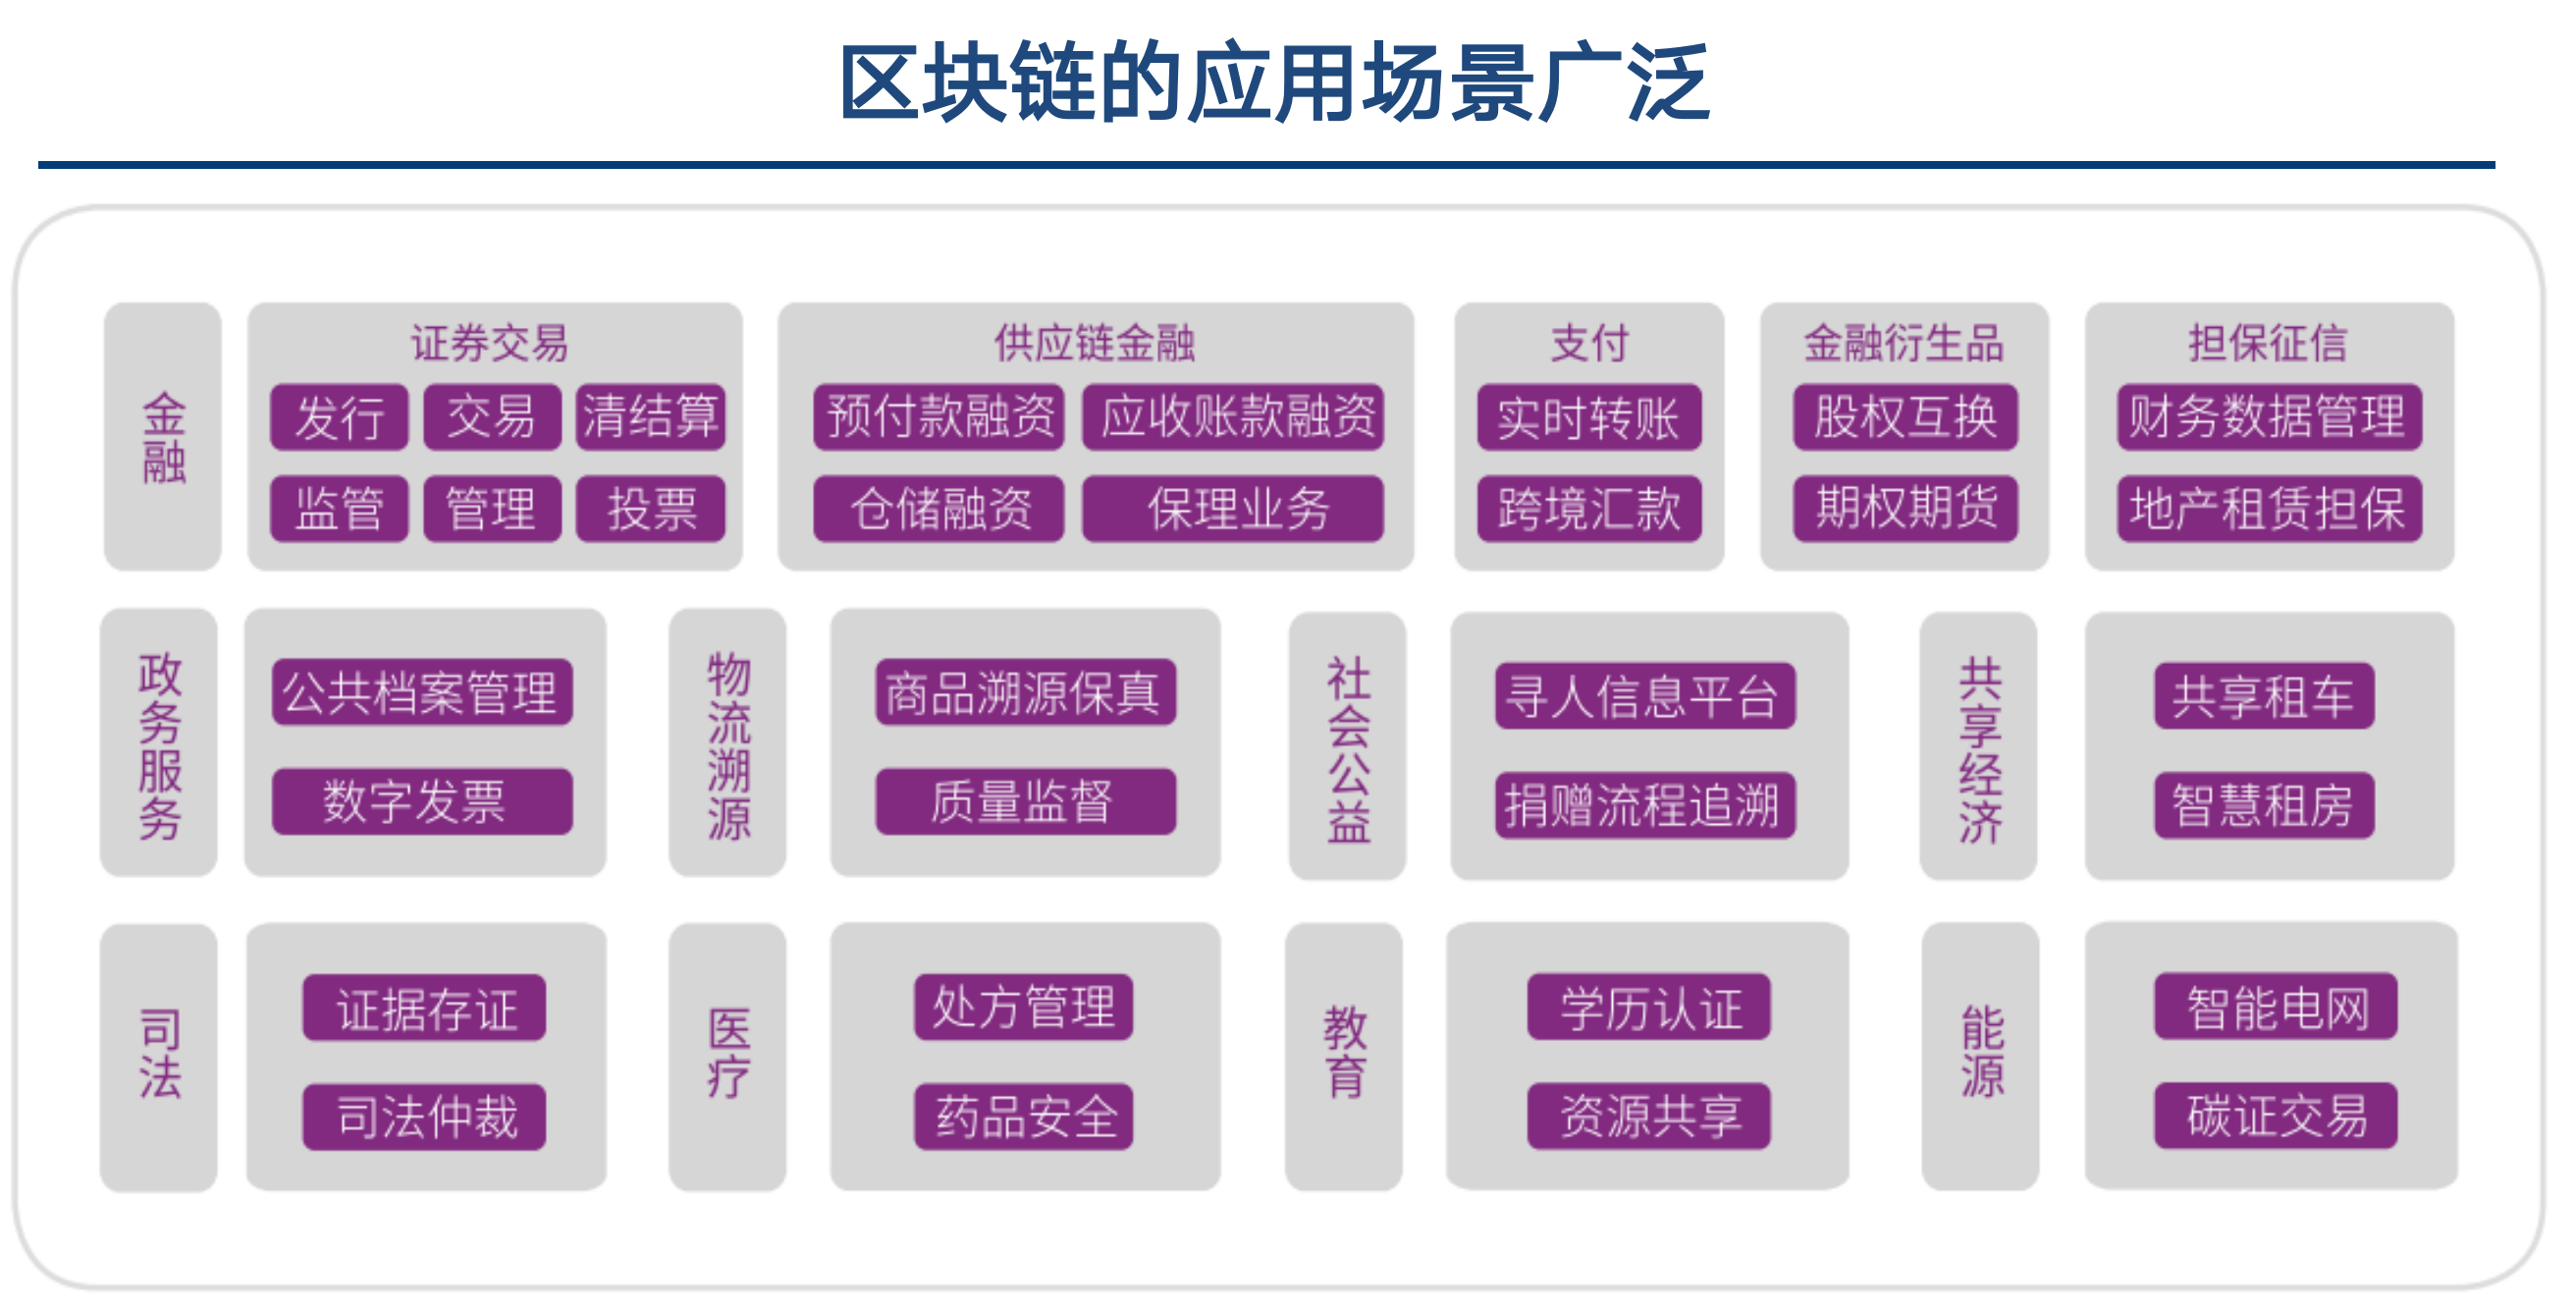 区块链的应用场景广泛
金融
证券交易
发行 交易 清结算
监管 管理 投票
供应链金融
预付款融资 应收账款融资
仓储融资 保理业务
支付
实时转账
跨境汇款
金融衍生品
股权互换
期权期货
担保征信
财务数据管理
地产租赁担保
政务服务
公共档案管理
数字发票
物流溯源
商品溯源保真
质量监督
社会公益
寻人信息平台
捐赠流程追溯
共享经济
共享租车
智慧租房
司法
证据存证
司法仲裁
医疗
处方管理
药品安全
教育
学历认证
资源共享
能源
智能电网
碳证交易